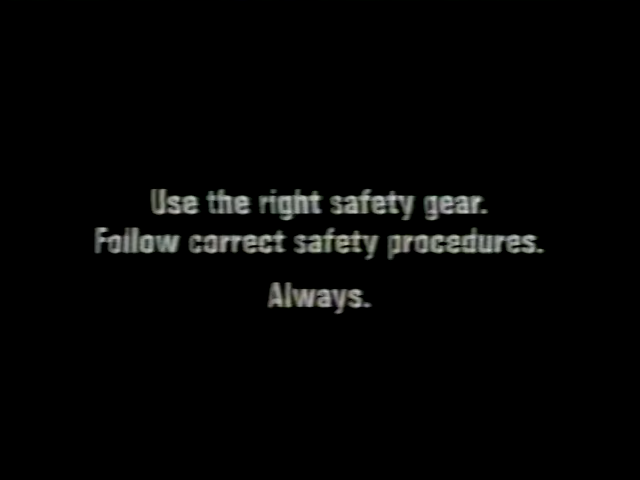 Use the right safety gear.
Follow correct safety procedures.
Always.